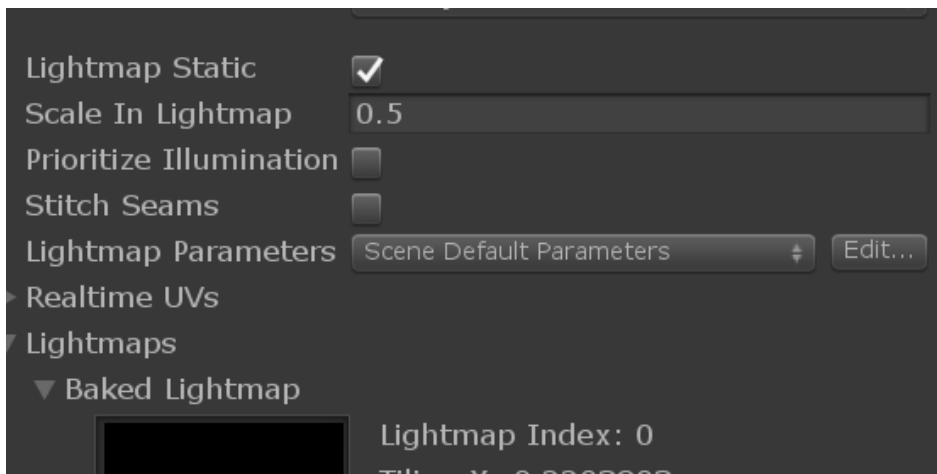 Lightmap Static
Scale In Lightmap 0.5
Prioritize Illumination
Stitch Seams
Lightmap Parameters Scene Default Parameters Edit...
Realtime UVs
Lightmaps
Baked Lightmap
Lightmap Index: 0